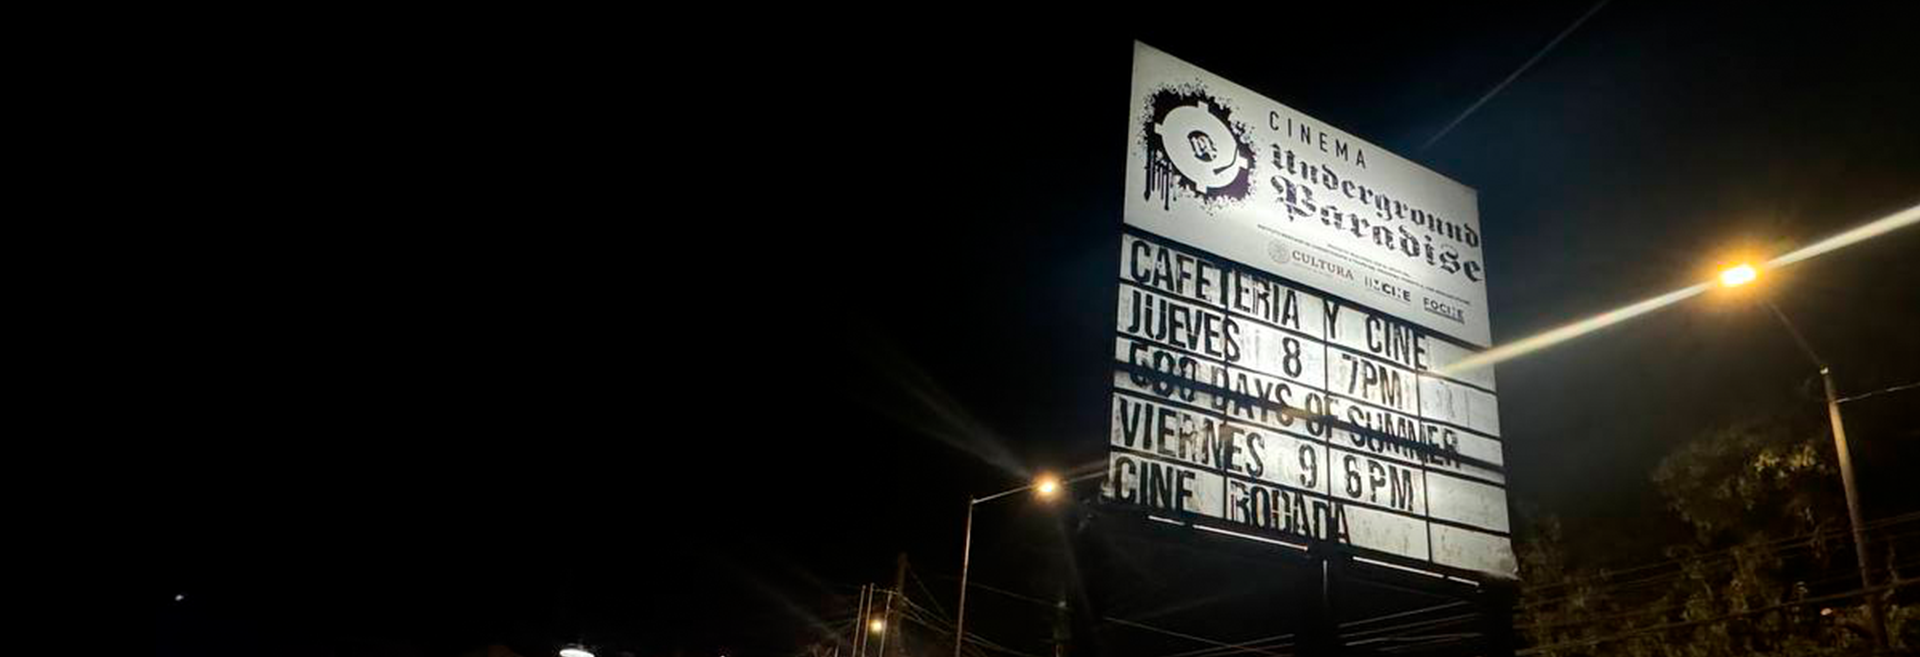 CINEMA
Underground
Paradise
CULTURA
IMCINE
FOCINE
CAFETERIA Y CINE
JUEVES 8 7PM
500 DAYS OF SUMMER
VIERNES 9 6PM
CINE RODADA